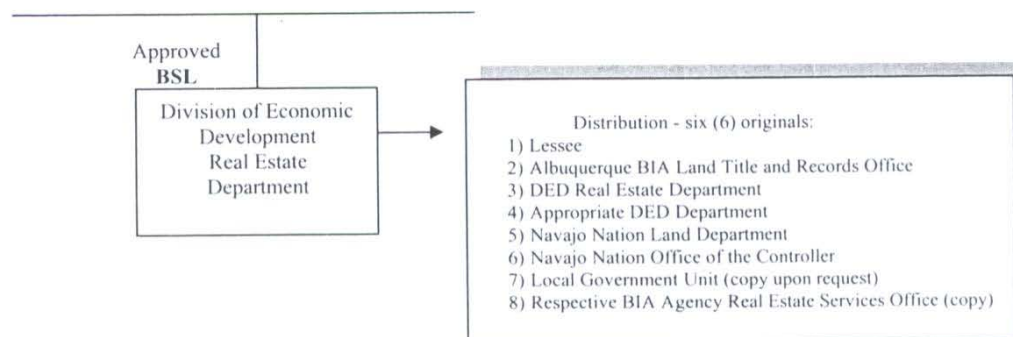 Approved
BSL
Division of Economic
Development
Real Estate
Department
Distribution - six (6) originals:
1) Lessee
2) Albuquerque BIA Land Title and Records Office
3) DED Real Estate Department
4) Appropriate DED Department
5) Navajo Nation Land Department
6) Navajo Nation Office of the Controller
7) Local Government Unit (copy upon request)
8) Respective BIA Agency Real Estate Services Office (copy)